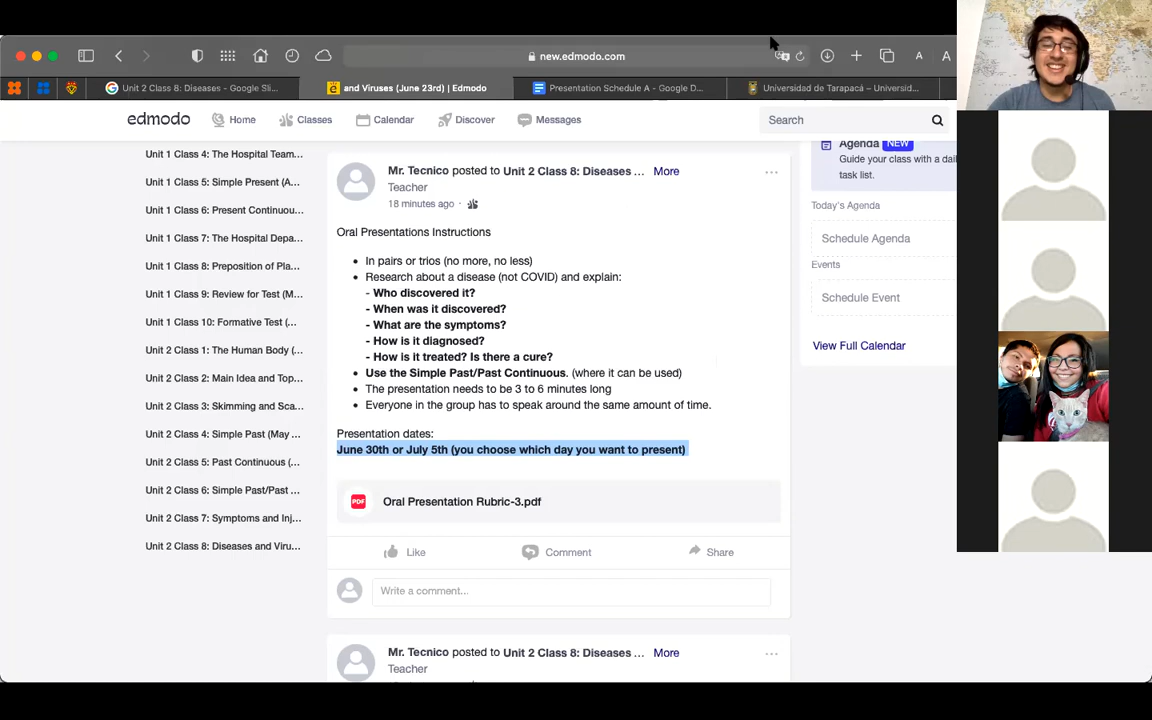 new.edmodo.com
A A
Unit 2 Class 8: Diseases - Google Sli...
and Viruses (June 23rd) | Edmodo
Presentation Schedule A - Google D...
Universidad de Tarapacá – Universid...
edmodo Home Classes Calendar Discover Messages Search
Unit 1 Class 4: The Hospital Team...
Unit 1 Class 5: Simple Present (A...
Unit 1 Class 6: Present Continuou...
Unit 1 Class 7: The Hospital Depa...
Unit 1 Class 8: Preposition of Pla...
Unit 1 Class 9: Review for Test (M...
Unit 1 Class 10: Formative Test (...
Unit 2 Class 1: The Human Body (...
Unit 2 Class 2: Main Idea and Top...
Unit 2 Class 3: Skimming and Sca...
Unit 2 Class 4: Simple Past (May ...
Unit 2 Class 5: Past Continuous (...
Unit 2 Class 6: Simple Past/Past ...
Unit 2 Class 7: Symptoms and Inj...
Unit 2 Class 8: Diseases and Viru...
Mr. Tecnico posted to Unit 2 Class 8: Diseases ... More
Teacher
18 minutes ago ·
Oral Presentations Instructions
• In pairs or trios (no more, no less)
• Research about a disease (not COVID) and explain:
- Who discovered it?
- When was it discovered?
- What are the symptoms?
- How is it diagnosed?
- How is it treated? Is there a cure?
• Use the Simple Past/Past Continuous. (where it can be used)
• The presentation needs to be 3 to 6 minutes long
• Everyone in the group has to speak around the same amount of time.
Presentation dates:
June 30th or July 5th (you choose which day you want to present)
PDF Oral Presentation Rubric-3.pdf
Like Comment Share
Write a comment...
Mr. Tecnico posted to Unit 2 Class 8: Diseases ... More
Teacher
Agenda NEW
Guide your class with a dail
task list.
Today's Agenda
Schedule Agenda
Events
Schedule Event
View Full Calendar